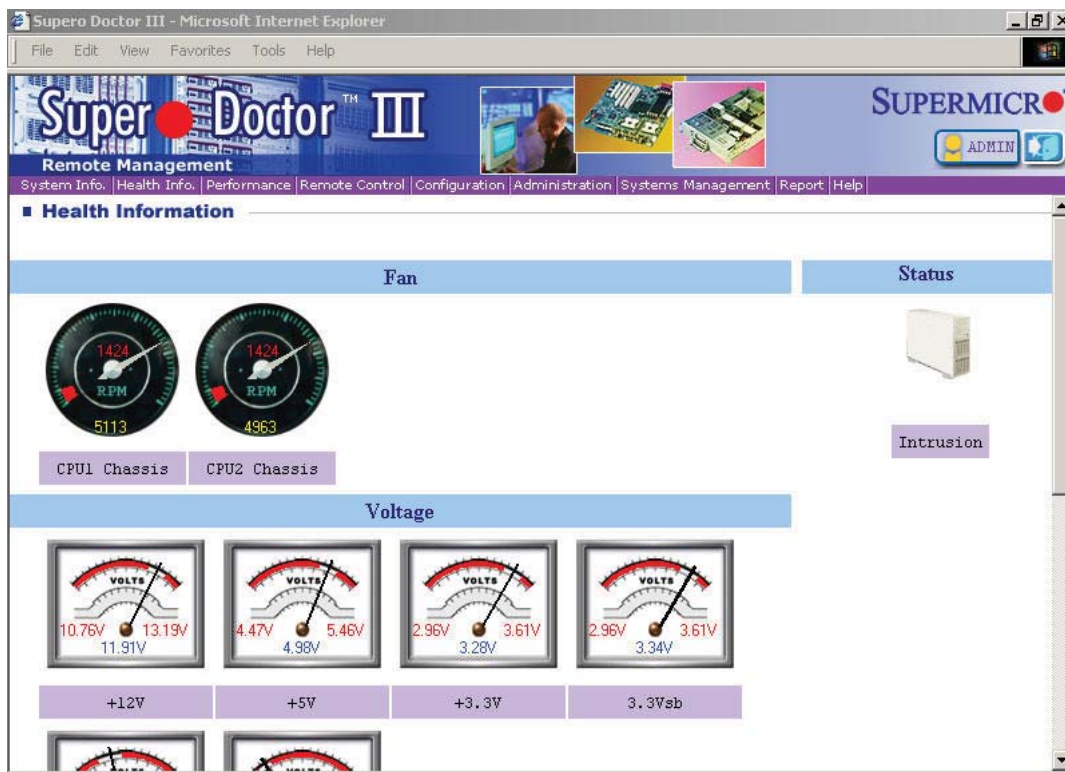 Supero Doctor III - Microsoft Internet Explorer
File Edit View Favorites Tools Help
Super Doctor™ III
SUPERMICR
Remote Management
ADMIN
System Info. Health Info. Performance Remote Control Configuration Administration Systems Management Report Help
Health Information
Fan
Status
1424
RPM
5113
1424
RPM
4963
CPU1 Chassis
CPU2 Chassis
Intrusion
Voltage
VOLTS
10.76V 13.19V
11.91V
VOLTS
4.47V 5.46V
4.98V
VOLTS
2.96V 3.61V
3.28V
VOLTS
2.96V 3.61V
3.34V
+12V
+5V
+3.3V
3.3Vsb